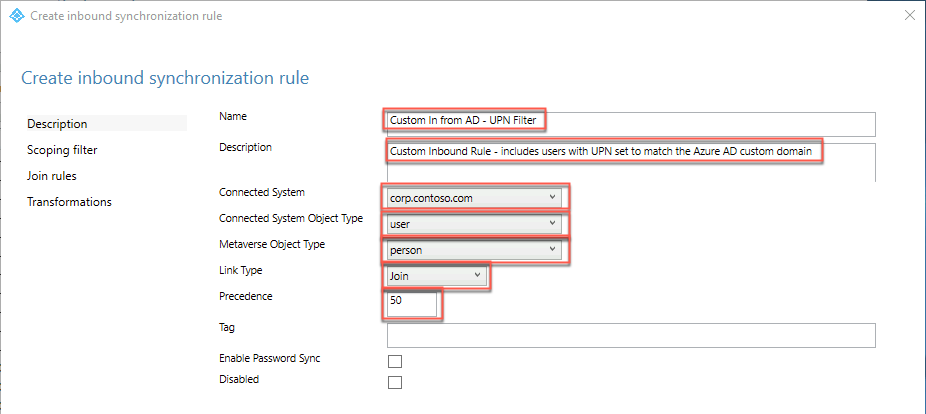 Create inbound synchronization rule
Create inbound synchronization rule
Description
Scoping filter
Join rules
Transformations
Name
Custom In from AD - UPN Filter
Description
Custom Inbound Rule - includes users with UPN set to match the Azure AD custom domain
Connected System
corp.contoso.com
Connected System Object Type
user
Metaverse Object Type
person
Link Type
Join
Precedence
50
Tag
Enable Password Sync
Disabled